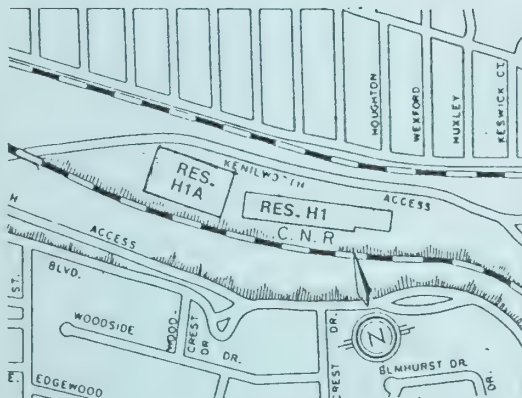 HOUGHTON
WEXFORD
HUXLEY
KESWICK CT.
RES-
H1A
KENILWORTH
ACCESS
RES. H1
C.N.R
H
ACCESS
BLVD.
ST.
WOODSIDE
WOOD-
CREST
DR
DR.
DR.
CREST
N
ELMHURST DR.
DR.
E.
EDGEWOOD